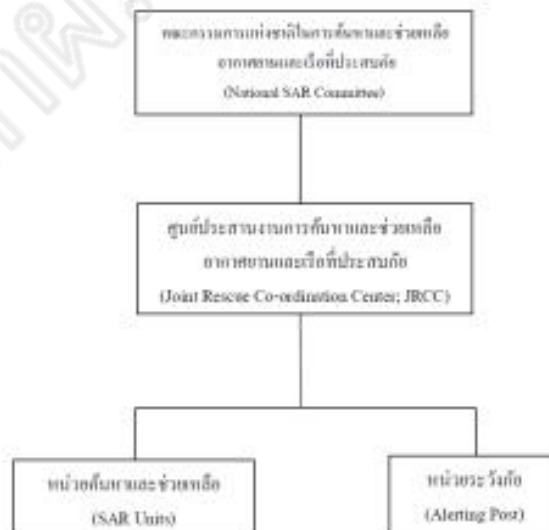 คณะกรรมการแห่งชาติในการค้นหาและช่วยเหลือ
อากาศยานและเรือที่ประสบภัย
(National SAR Committee)
ศูนย์ประสานงานการค้นหาและช่วยเหลือ
อากาศยานและเรือที่ประสบภัย
(Joint Rescue Co-ordination Center; JRCC)
หน่วยค้นหาและช่วยเหลือ
(SAR Units)
หน่วยระวังภัย
(Alerting Post)